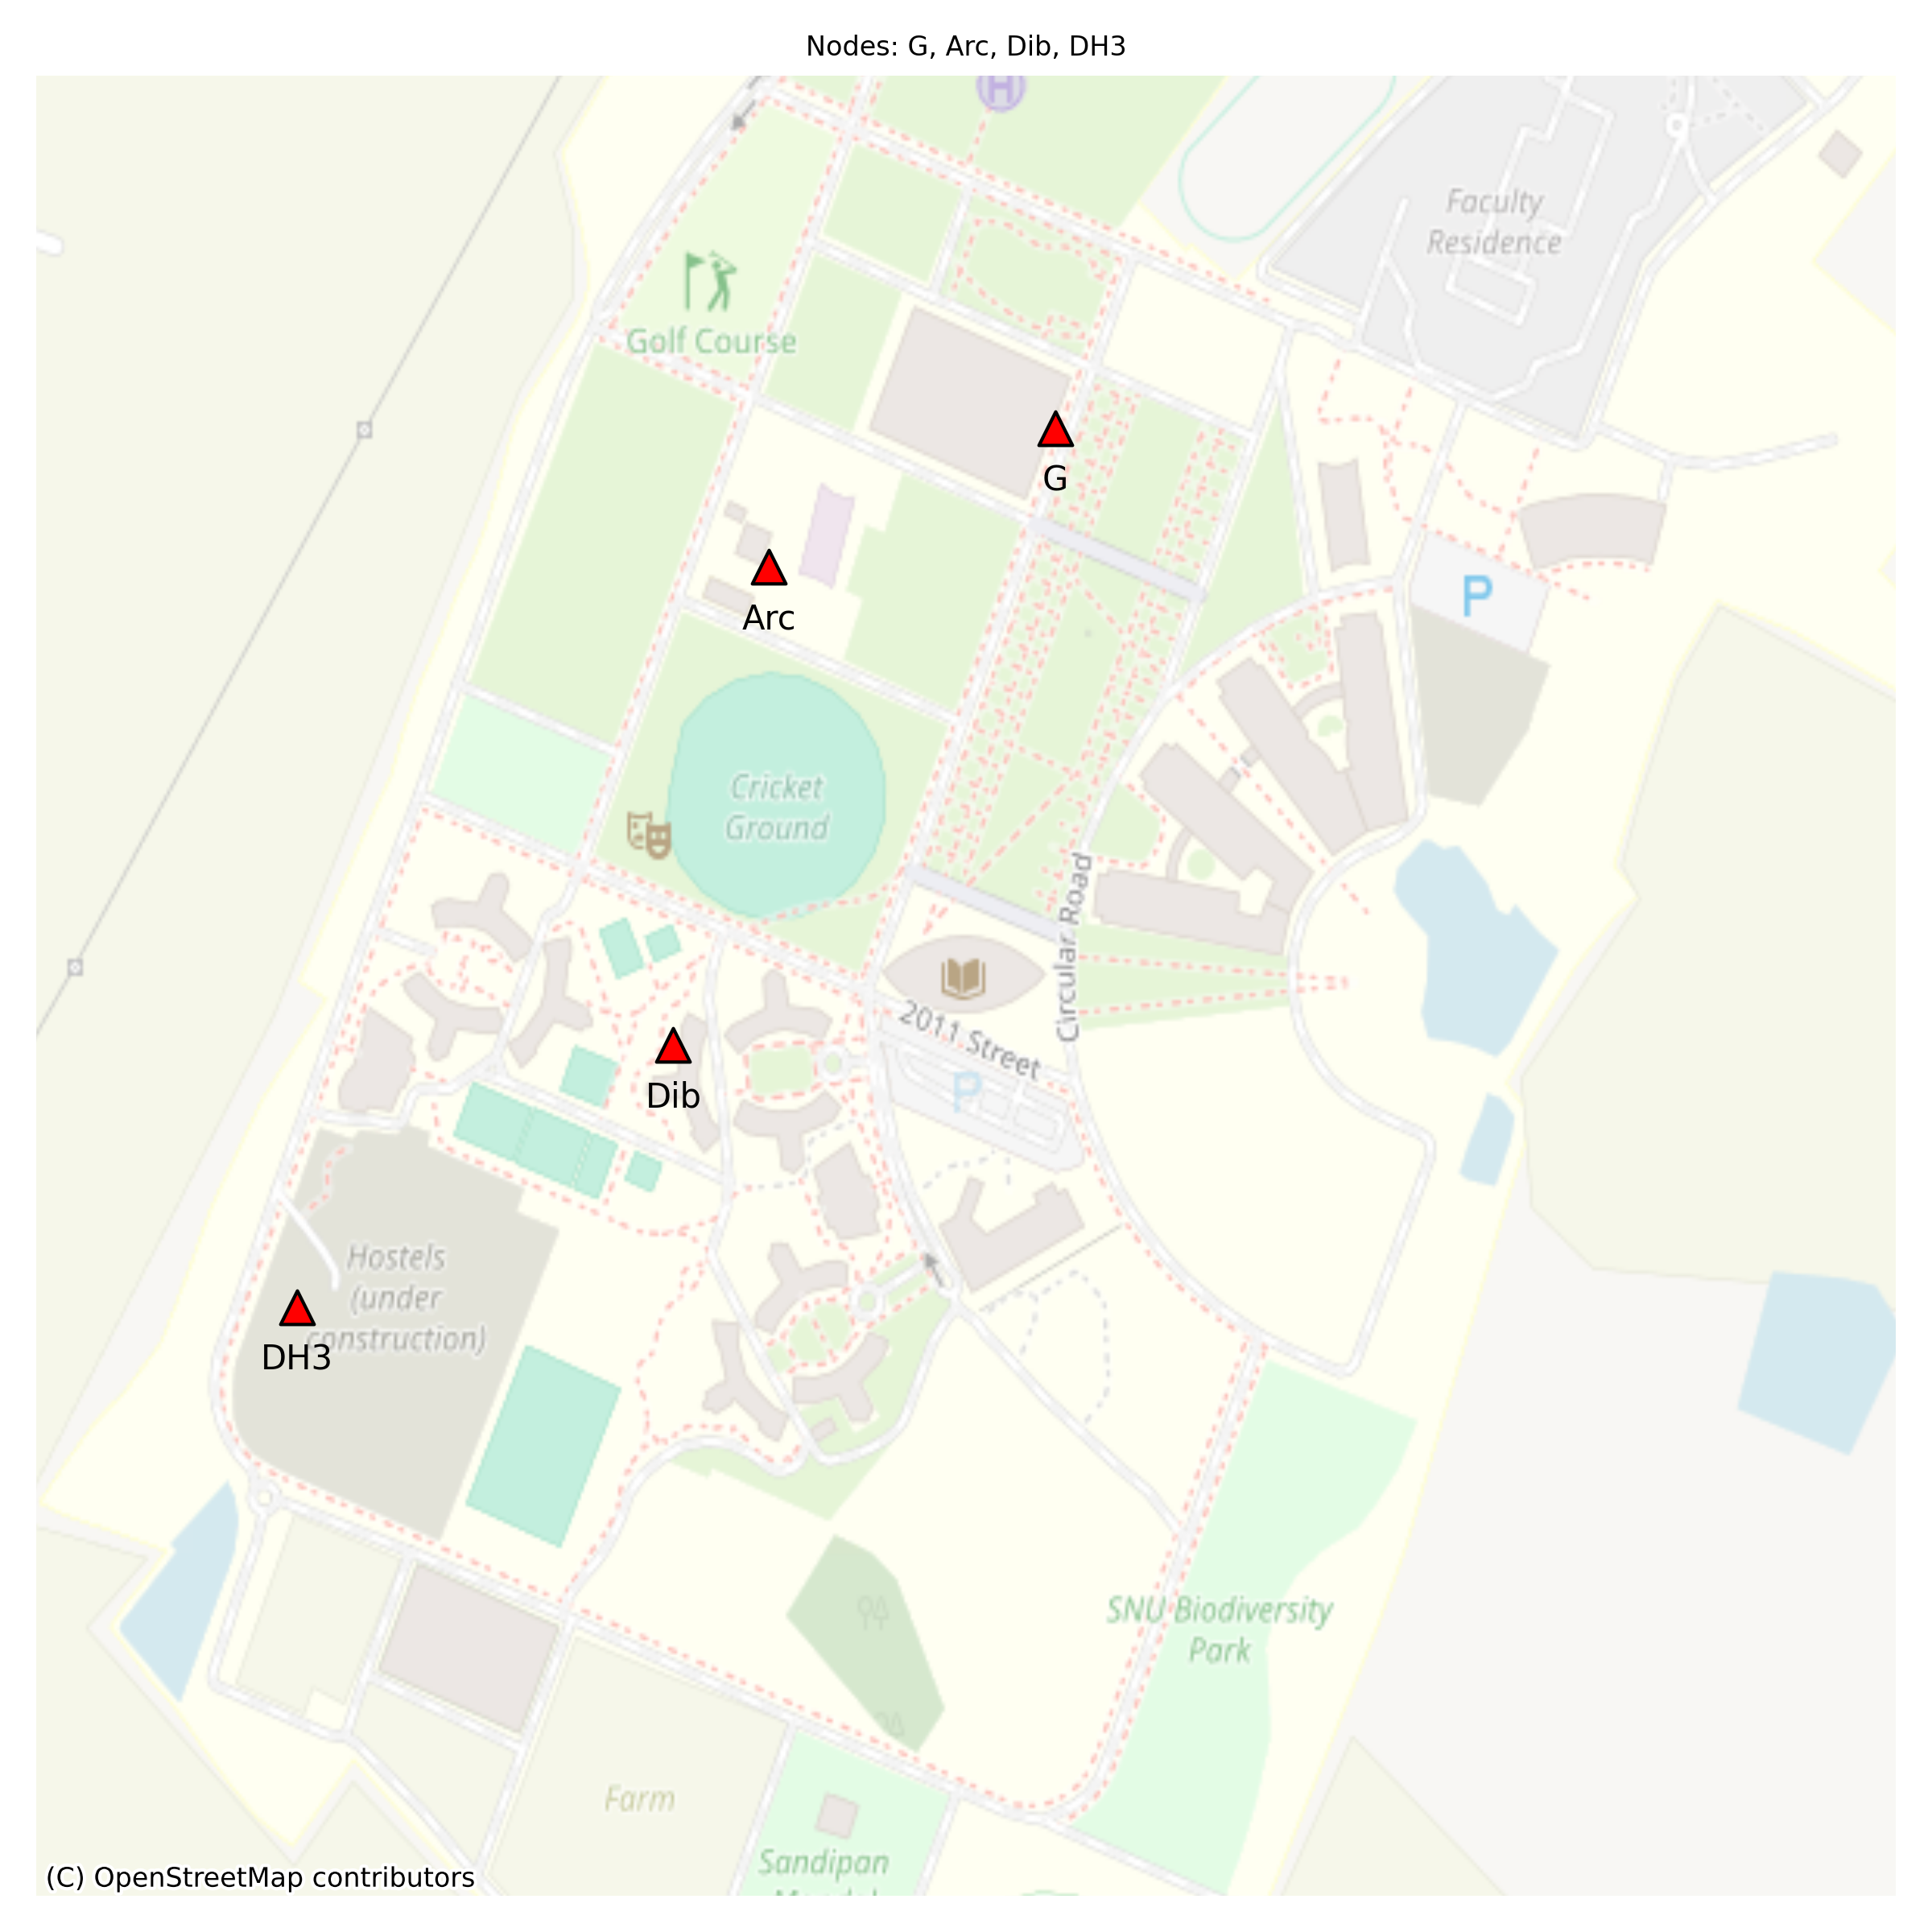 Nodes: G, Arc, Dib, DH3
H
Faculty
Residence
Golf Course
G
P
Arc
Cricket
Ground
Circular Road
2011 Street
Dib
P
Hostels
(under
construction)
DH3
SNU Biodiversity
Park
Farm
Sandipan
(C) OpenStreetMap contributors